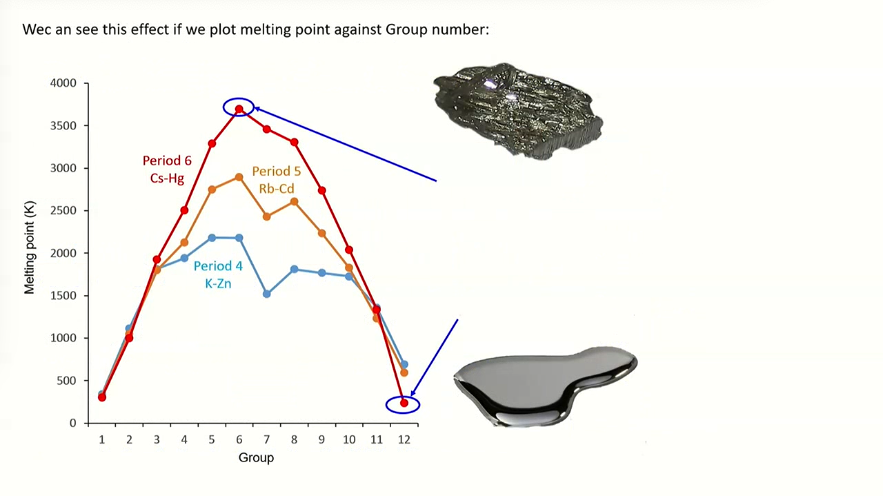 Wec an see this effect if we plot melting point against Group number:
4000
3500
3000
2500
2000
1500
1000
500
0
Melting point (K)
Period 6
Cs-Hg
Period 5
Rb-Cd
Period 4
K-Zn
1 2 3 4 5 6 7 8 9 10 11 12
Group